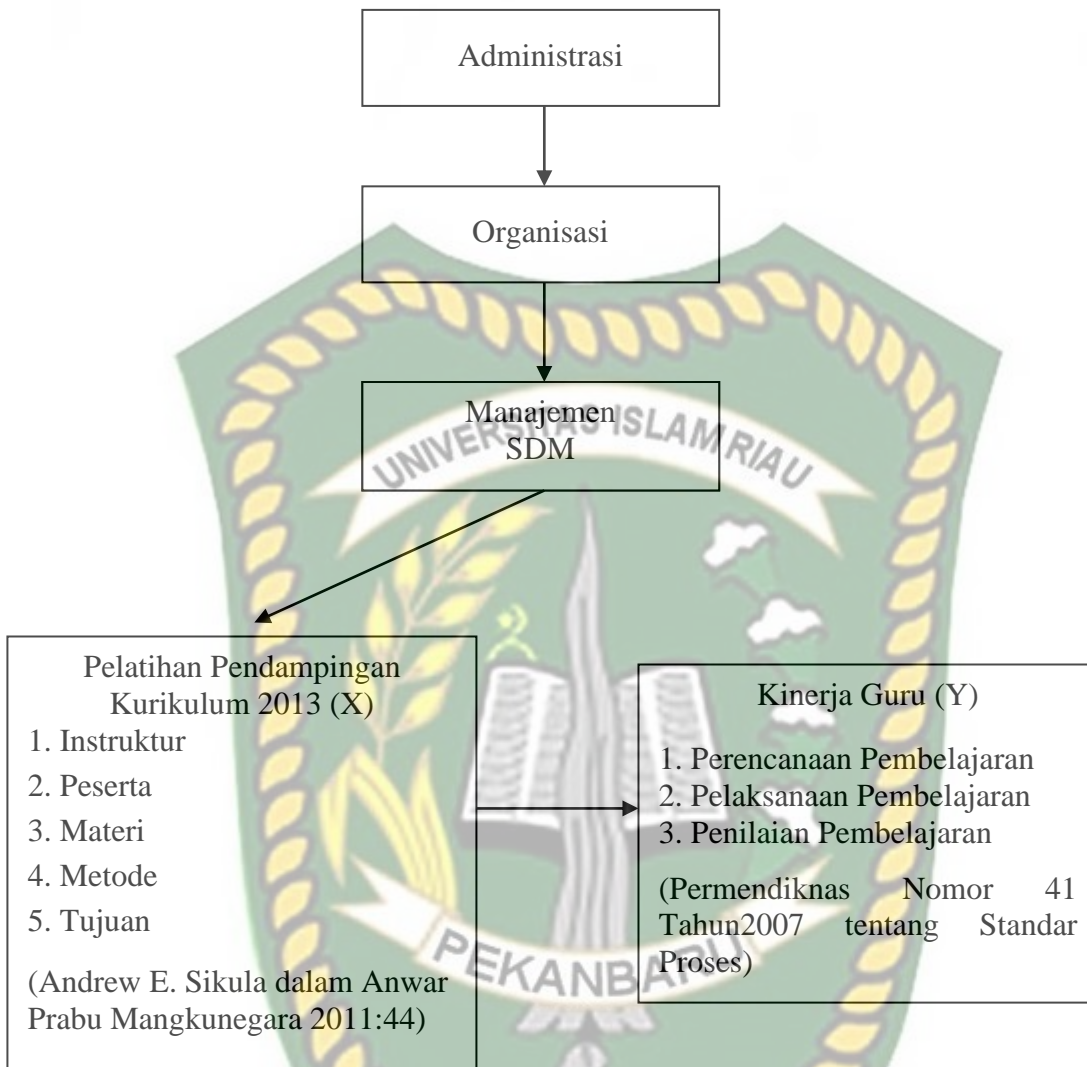 Administrasi
Organisasi
Manajemen
SDM
UNIVERSITAS ISLAM RIAU
Pelatihan Pendampingan
Kurikulum 2013 (X)
1. Instruktur
2. Peserta
3. Materi
4. Metode
5. Tujuan
(Andrew E. Sikula dalam Anwar
Prabu Mangkunegara 2011:44)
Kinerja Guru (Y)
1. Perencanaan Pembelajaran
2. Pelaksanaan Pembelajaran
3. Penilaian Pembelajaran
(Permendiknas Nomor 41
Tahun2007 tentang Standar
Proses)
PEKANBARU